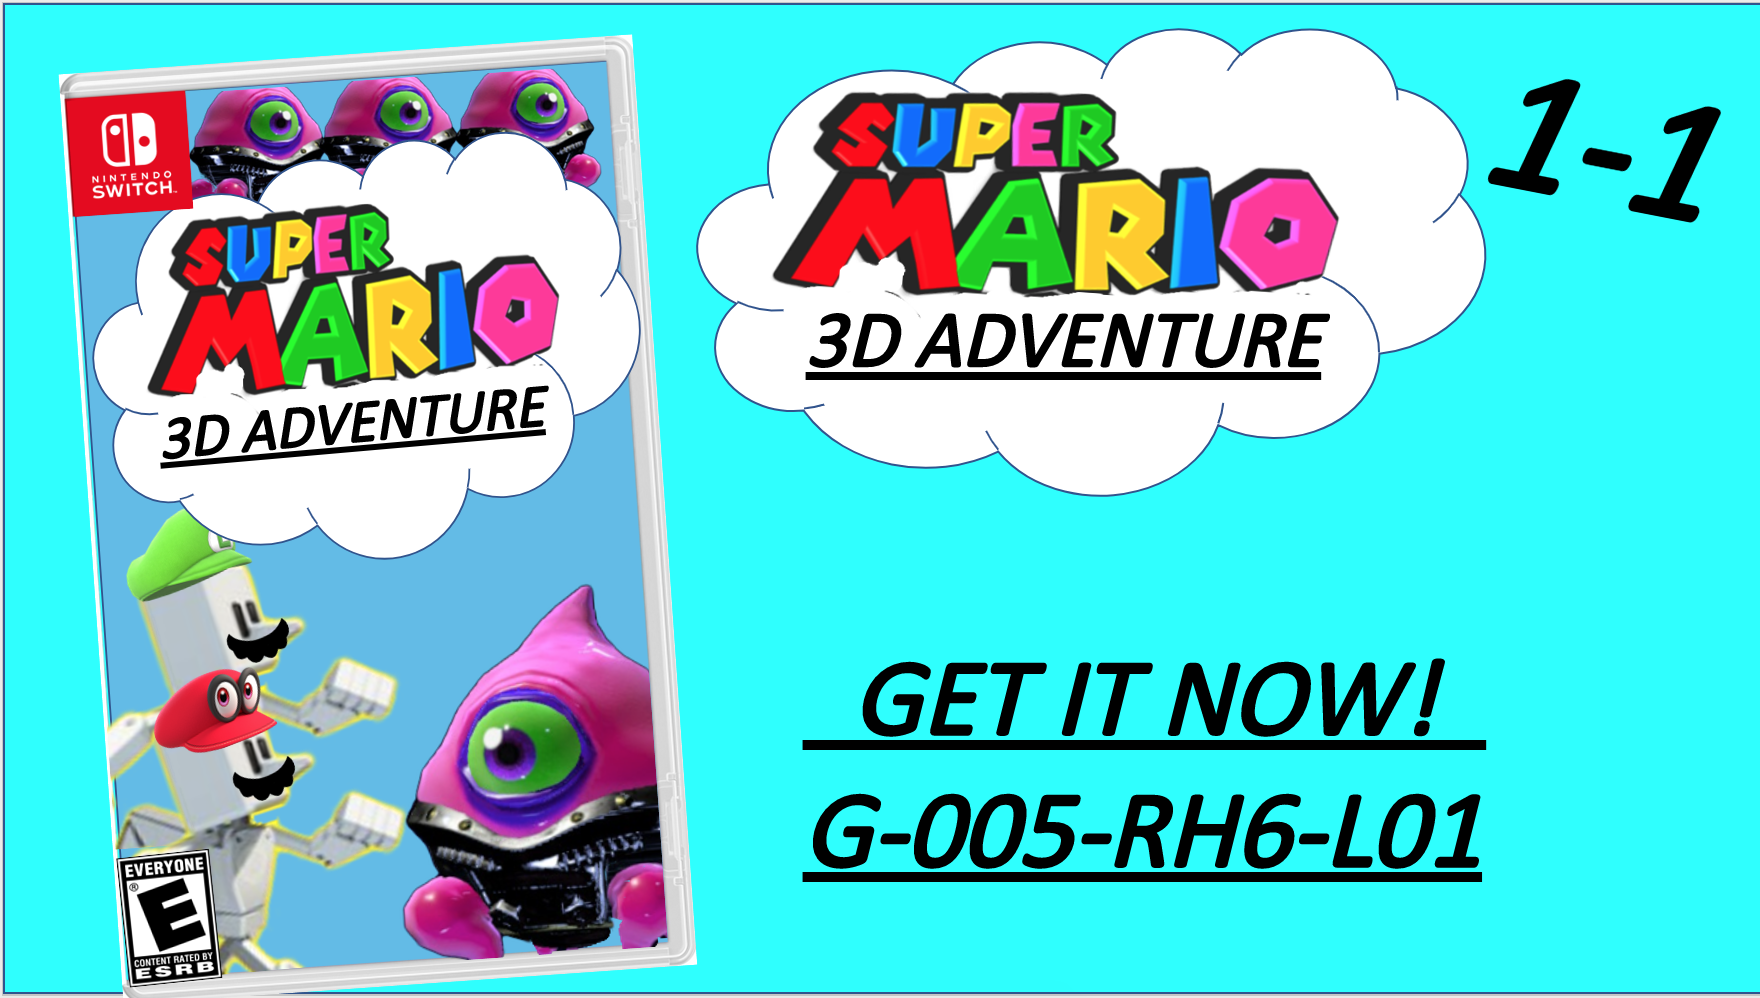 NINTENDO
SWITCH
SUPER
MARIO
3D ADVENTURE
L
EVERYONE
E
®
CONTENT RATED BY
ESRB
SUPER
MARIO
3D ADVENTURE
1-1
GET IT NOW!
G-005-RH6-L01